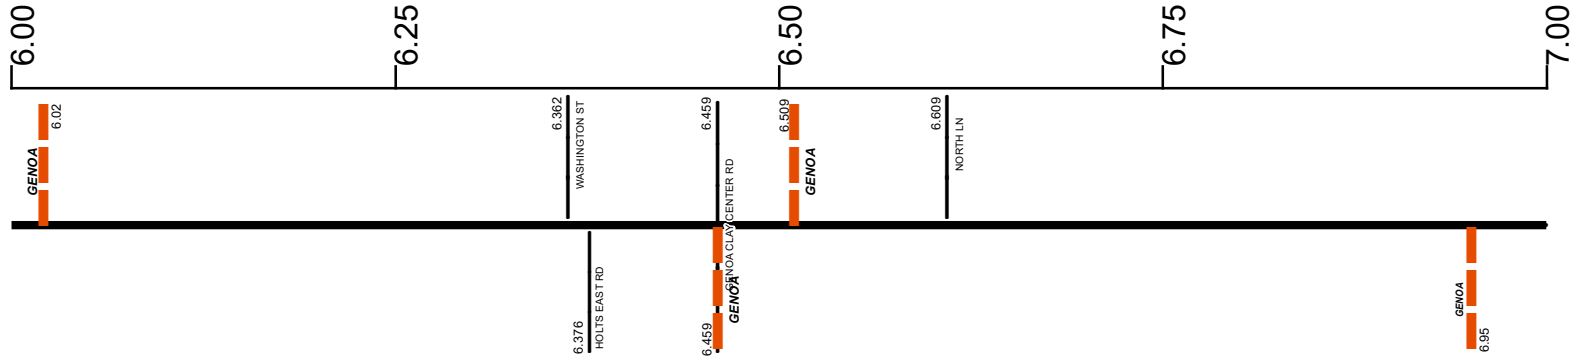 6.00
6.25
6.50
6.75
7.00
6.02
GENOA
6.362
WASHINGTON ST
6.459
GENOA CLAY CENTER RD
6.509
GENOA
6.609
NORTH LN
6.376
HOLTS EAST RD
6.459
GENOA
GENOA
6.95